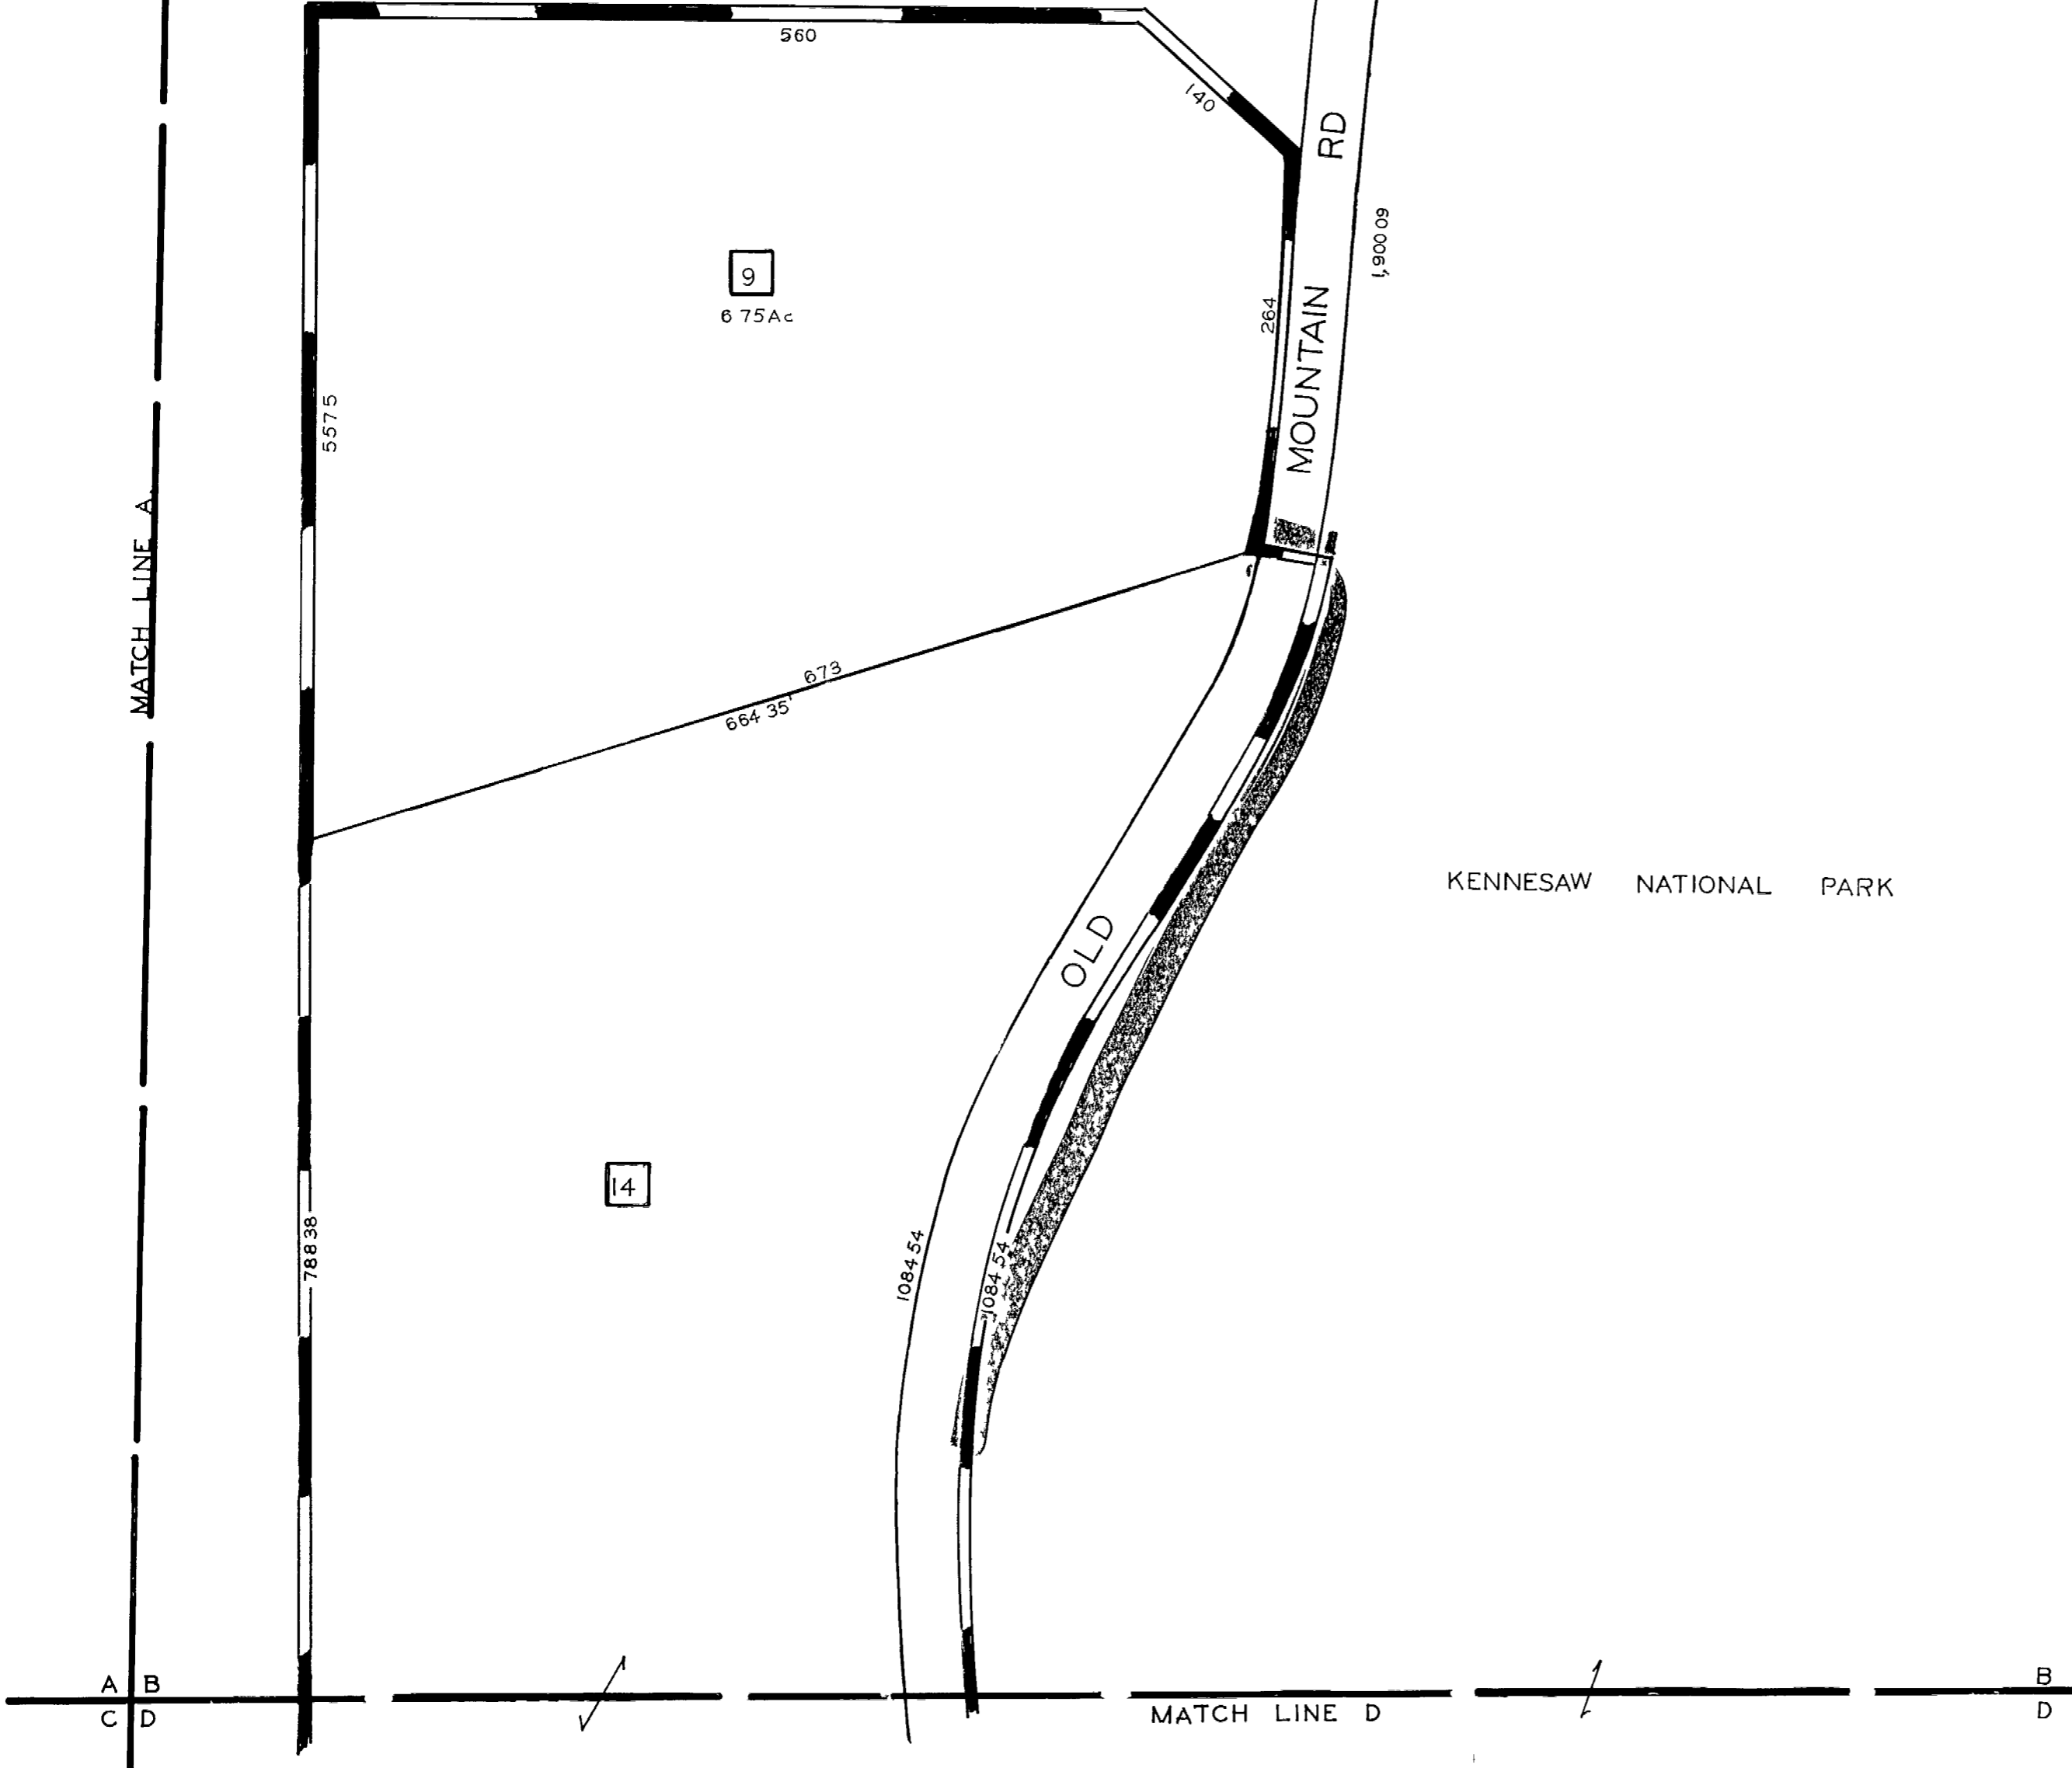 560
140
RD
1,900 09
9
6 75Ac
264
MOUNTAIN
5575
MATCH LINE A
673
664 35'
KENNESAW NATIONAL PARK
OLD
14
788 38
1084 54
1084 54
A B
B
C D
MATCH LINE D
D